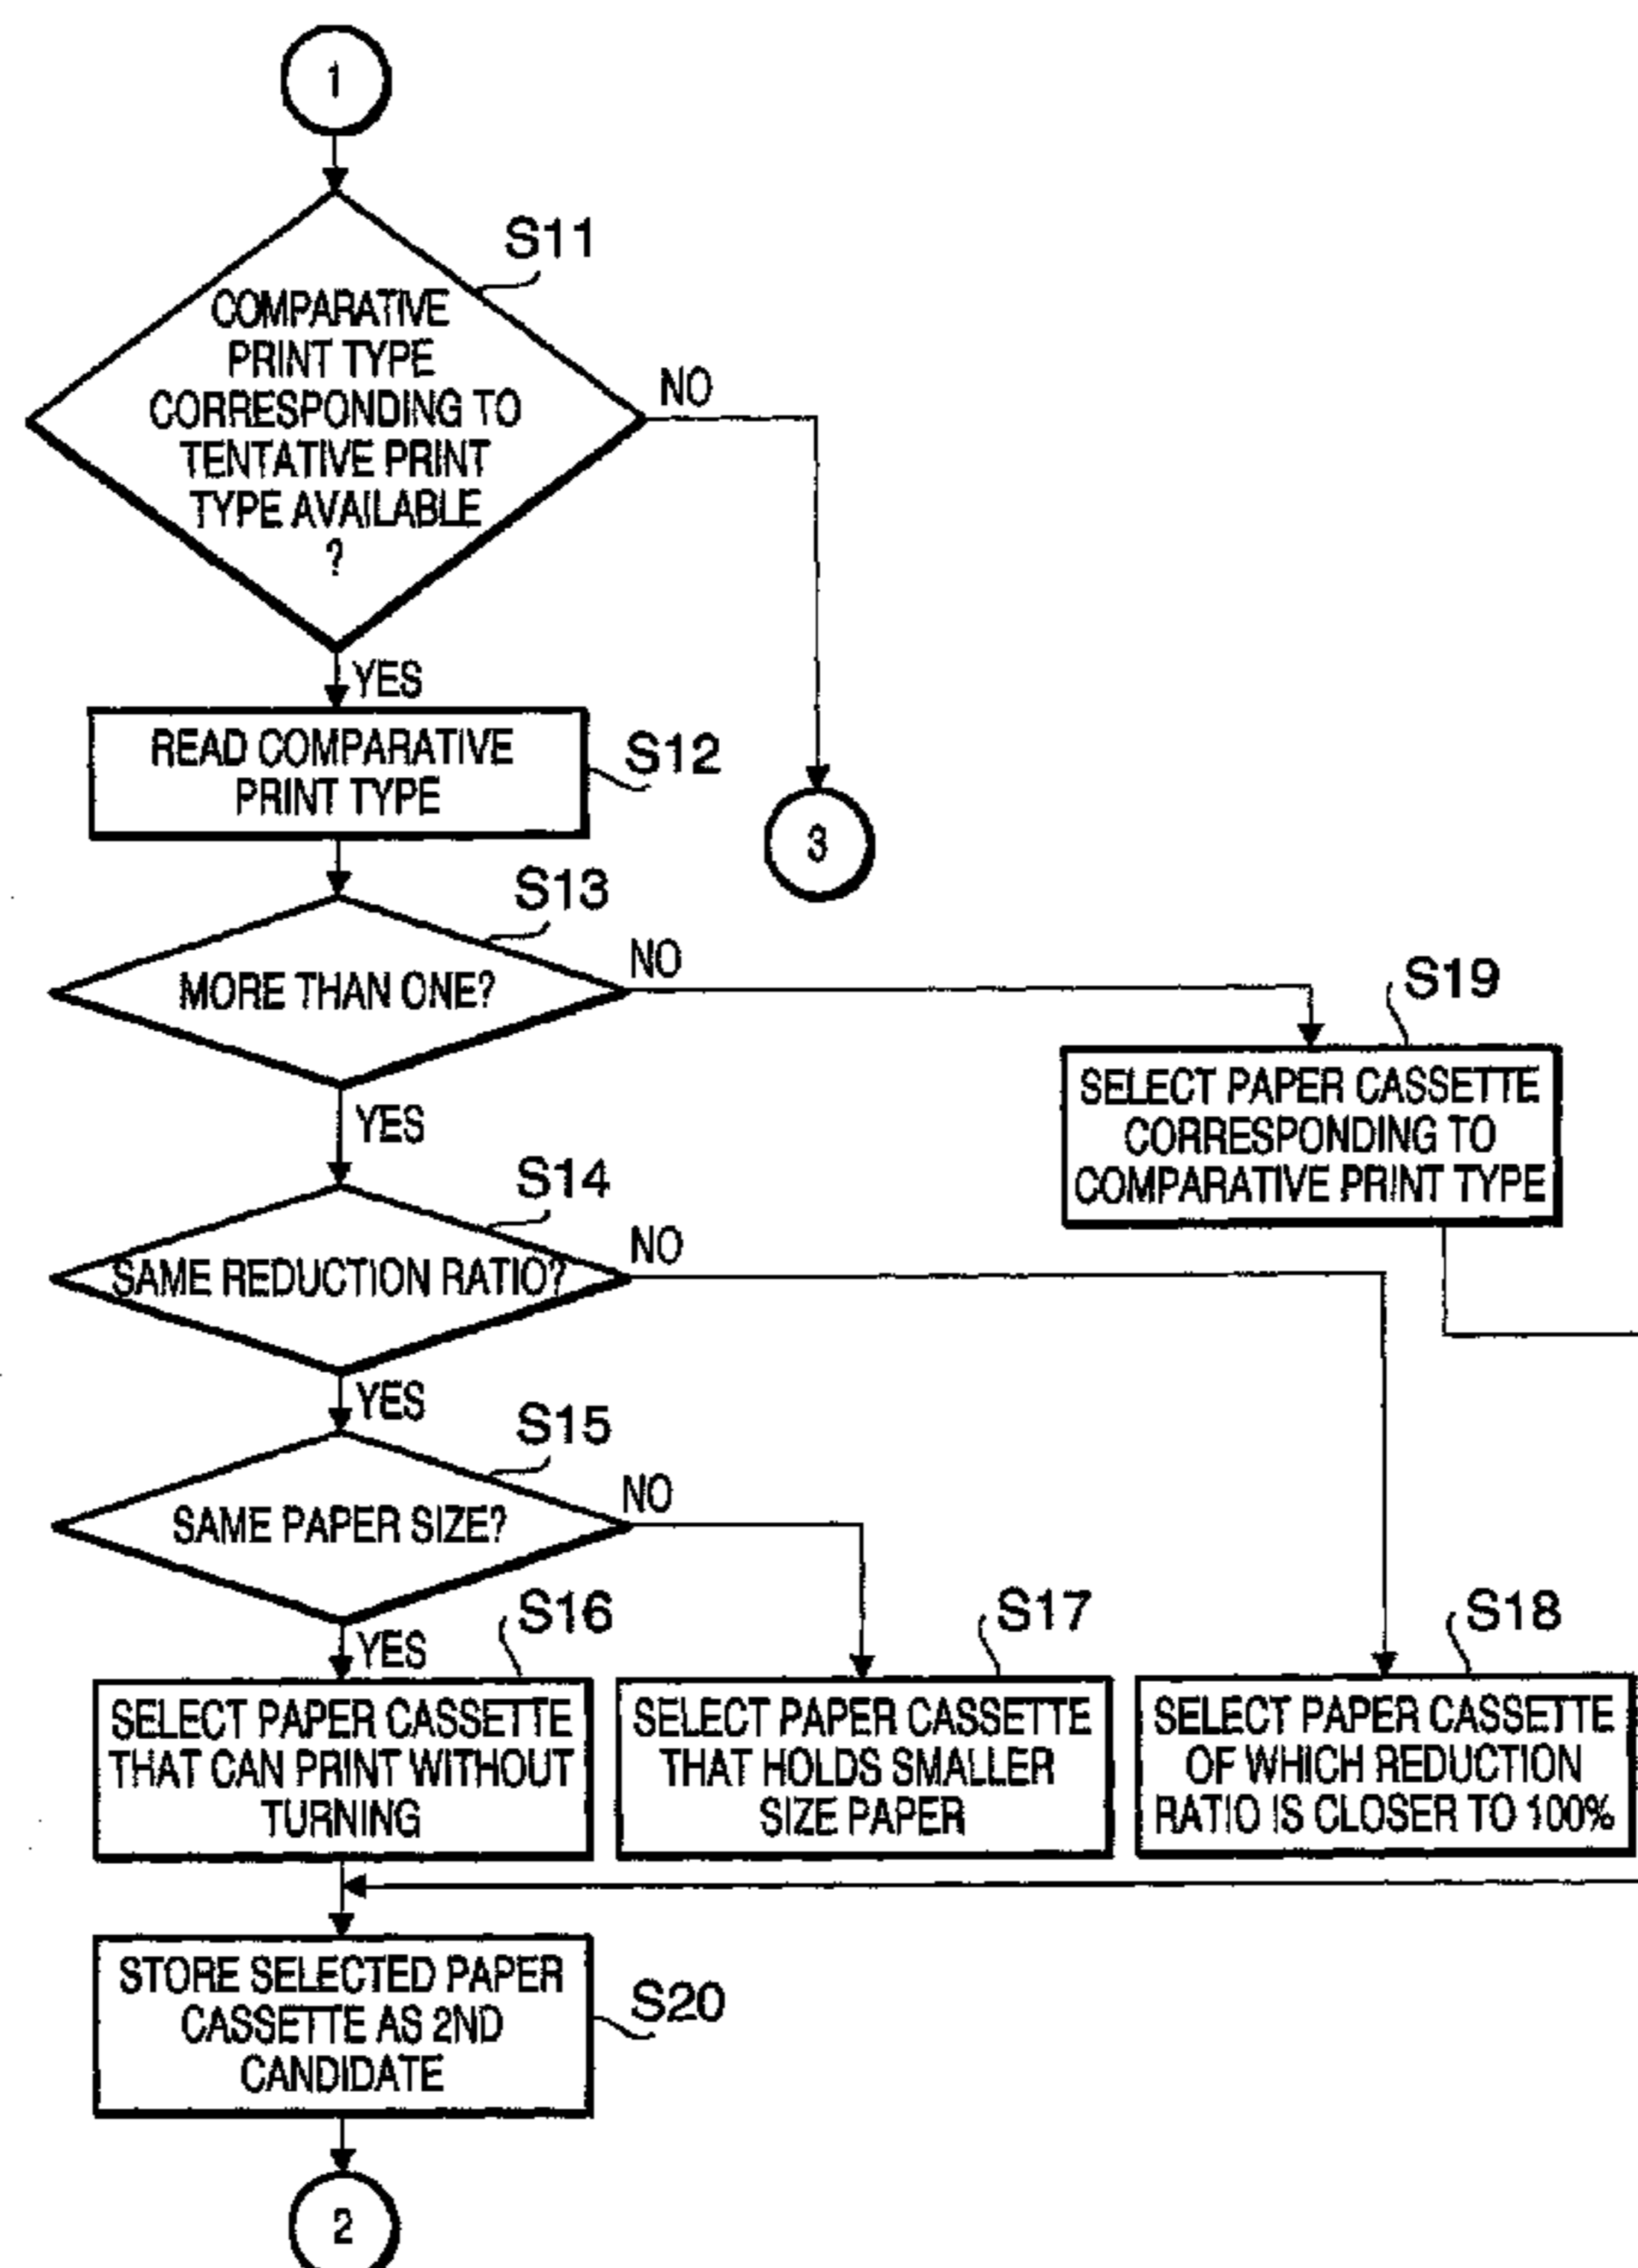 1
S11
COMPARATIVE
PRINT TYPE
CORRESPONDING TO
TENTATIVE PRINT
TYPE AVAILABLE
?
NO
YES
READ COMPARATIVE
PRINT TYPE
S12
3
S13
MORE THAN ONE?
NO
S19
SELECT PAPER CASSETTE
CORRESPONDING TO
COMPARATIVE PRINT TYPE
YES
S14
SAME REDUCTION RATIO?
NO
YES
S15
SAME PAPER SIZE?
NO
YES
S16
SELECT PAPER CASSETTE
THAT CAN PRINT WITHOUT
TURNING
S17
SELECT PAPER CASSETTE
THAT HOLDS SMALLER
SIZE PAPER
S18
SELECT PAPER CASSETTE
OF WHICH REDUCTION
RATIO IS CLOSER TO 100%
STORE SELECTED PAPER
CASSETTE AS 2ND
CANDIDATE
S20
2